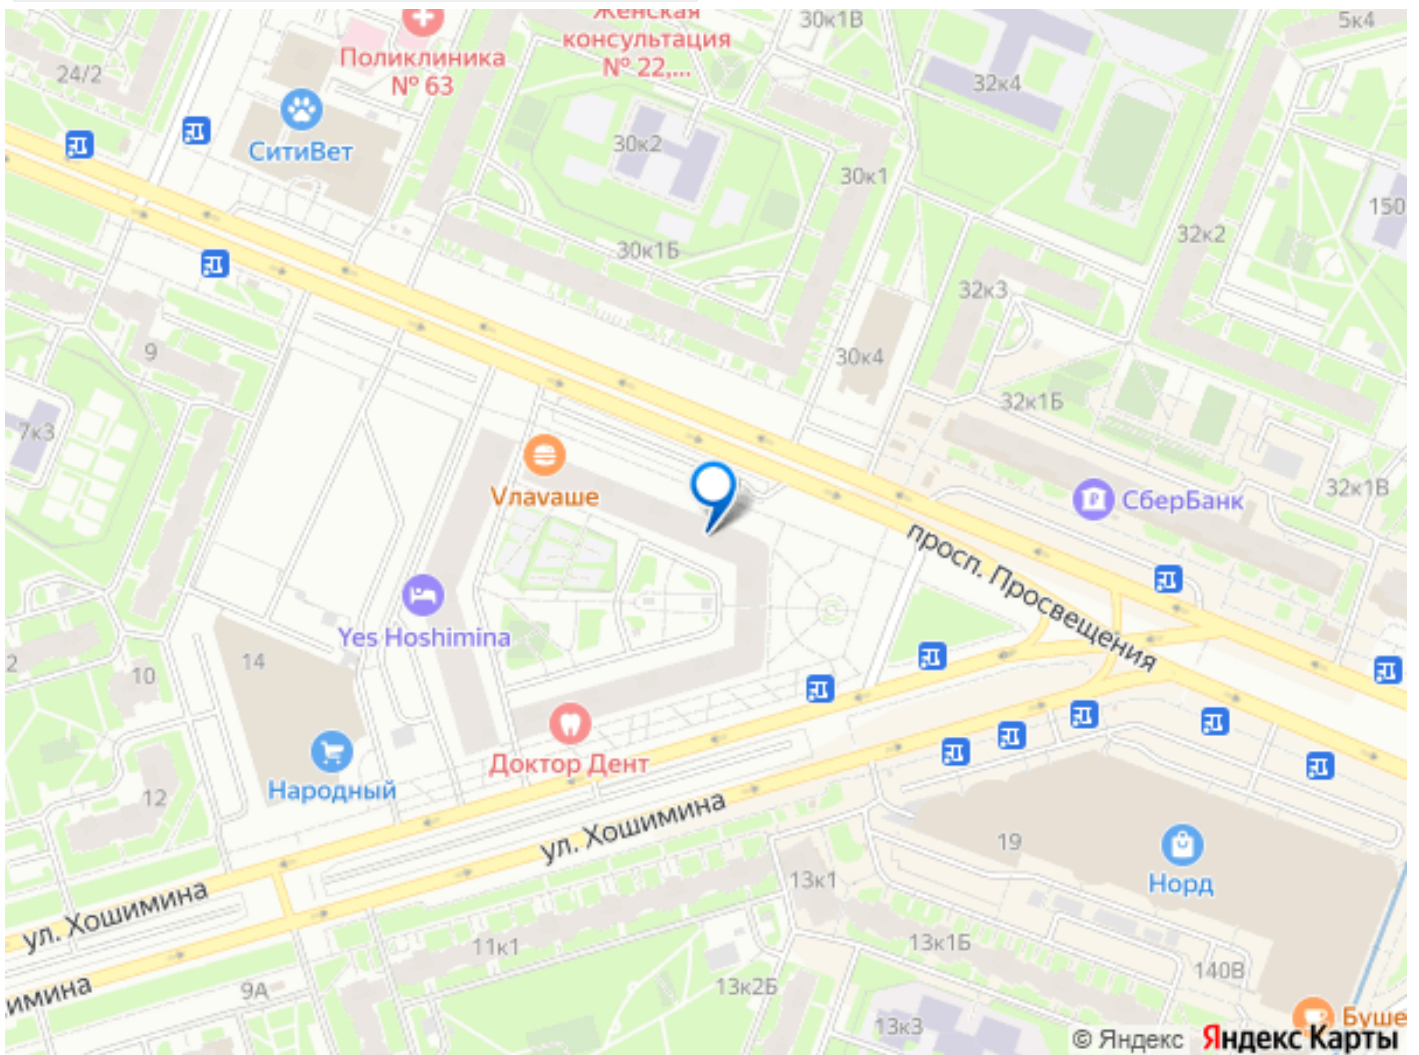 Женская
консультация
№ 22,...
30к1В
5к4
Поликлиника
№ 63
24/2
32к4
СитиВет
30к2
30к1
150
32к2
30к1Б
32к3
9
30к4
32к1Б
7к3
Vлаvаше
СберБанк
32к1В
просп. Просвещения
Yes Hoshimina
2
14
10
Доктор Дент
Народный
12
ул. Хошимина
19
Норд
13к1
ул. Хошимина
11к1
13к1Б
140В
имина
9А
13к2Б
13к3
Буше
© Яндекс Яндекс Карты